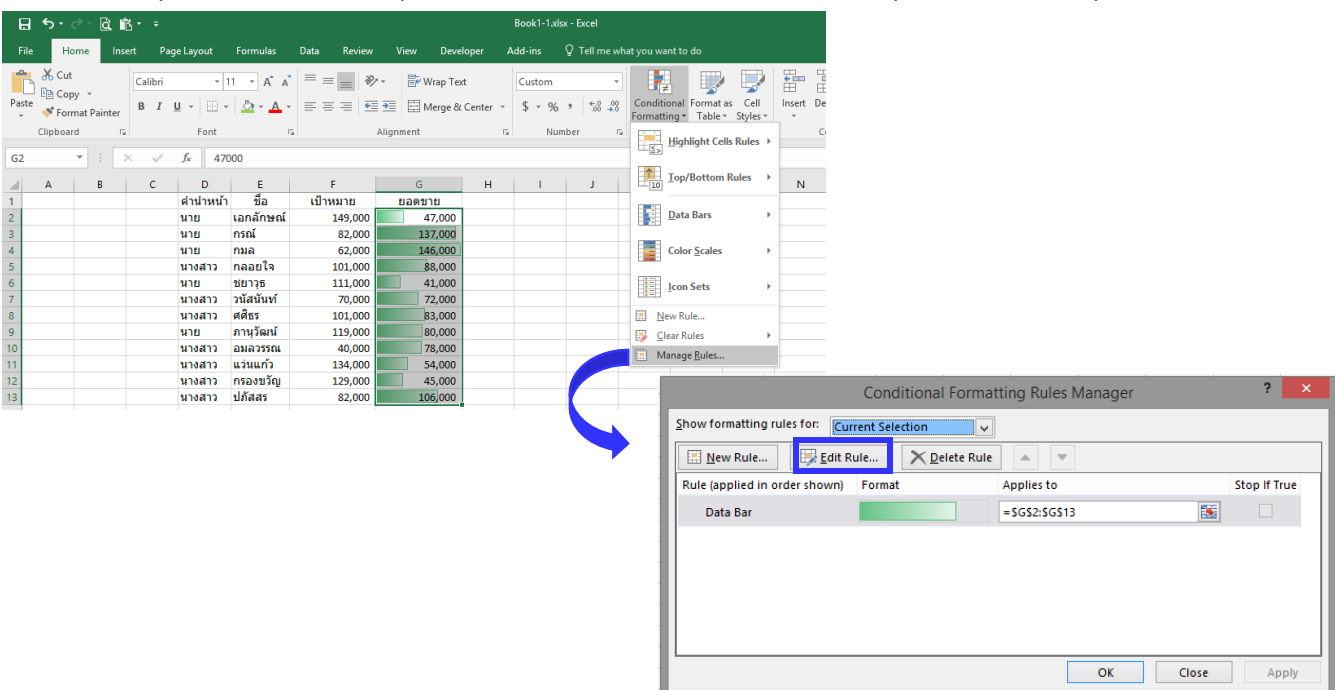 Book1-1.xlsx - Excel
File Home Insert Page Layout Formulas Data Review View Developer Add-ins Tell me what you want to do
Cut
Copy
Format Painter
Paste
Calibri 11
B I U
Wrap Text
Merge & Center
Custom
$ % ,
Conditional Formatting
Format as Table
Cell Styles
Insert
De
Clipboard Font Alignment Number
G2 fx 47000
A B C D E F G H I J N
1 คำนำหน้า ชื่อ เป้าหมาย ยอดขาย
2 นาย เอกลักษณ์ 149,000 47,000
3 นาย กรณ์ 82,000 137,000
4 นาย กมล 62,000 146,000
5 นางสาว กลอยใจ 101,000 88,000
6 นาย ชยาวุธ 111,000 41,000
7 นางสาว วนัสนันท์ 70,000 72,000
8 นางสาว ศศิธร 101,000 83,000
9 นาย ภานุวัฒน์ 119,000 80,000
10 นางสาว อมลวรรณ 40,000 78,000
11 นางสาว แว่นแก้ว 134,000 54,000
12 นางสาว กรองขวัญ 129,000 45,000
13 นางสาว ปภัสสร 82,000 106,000
Highlight Cells Rules
Top/Bottom Rules
Data Bars
Color Scales
Icon Sets
New Rule...
Clear Rules
Manage Rules...
Conditional Formatting Rules Manager ? ×
Show formatting rules for: Current Selection
New Rule... Edit Rule... Delete Rule
Rule (applied in order shown) Format Applies to Stop If True
Data Bar =$G$2:$G$13
OK Close Apply